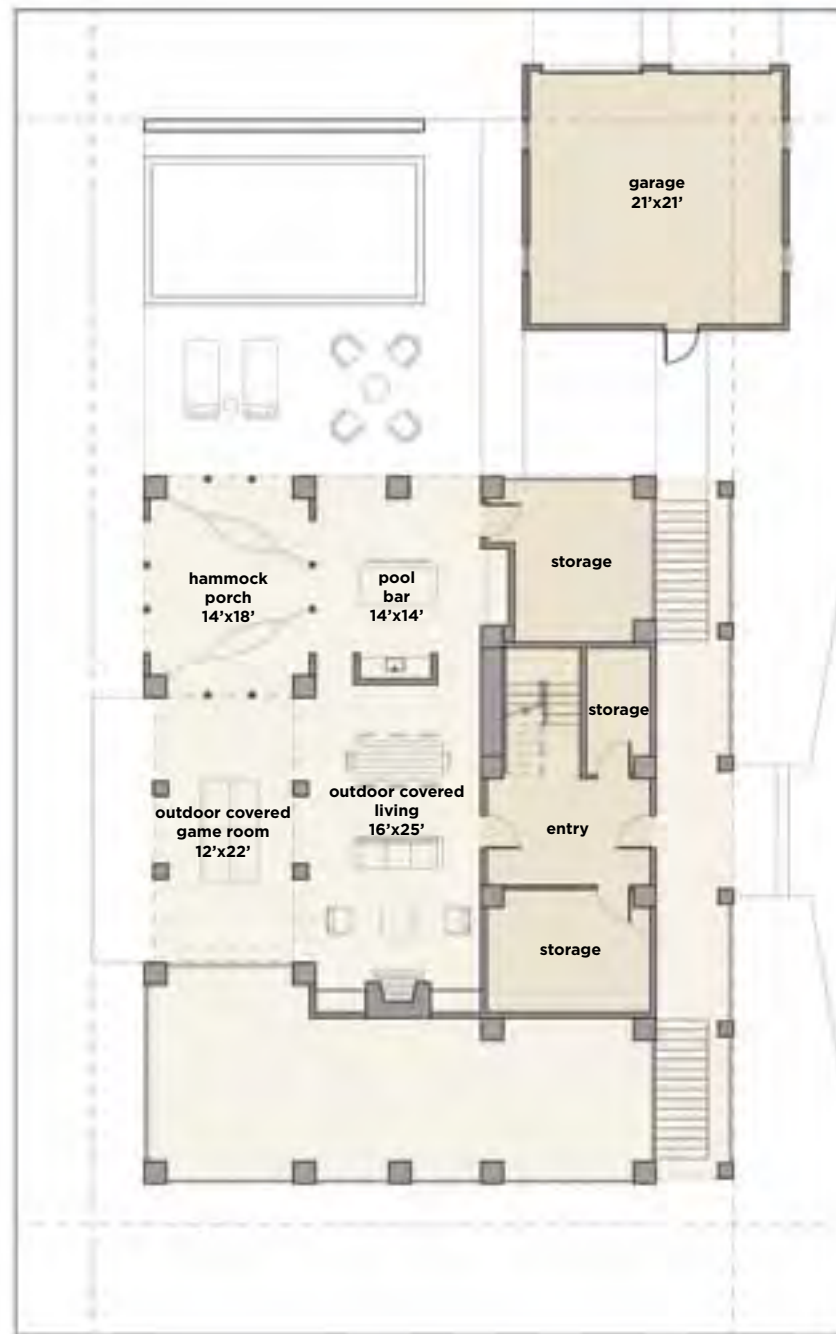 garage
21’x21’
storage
hammock
porch
14’x18’
pool
bar
14’x14’
storage
outdoor covered
game room
12’x22’
outdoor covered
living
16’x25’
entry
storage